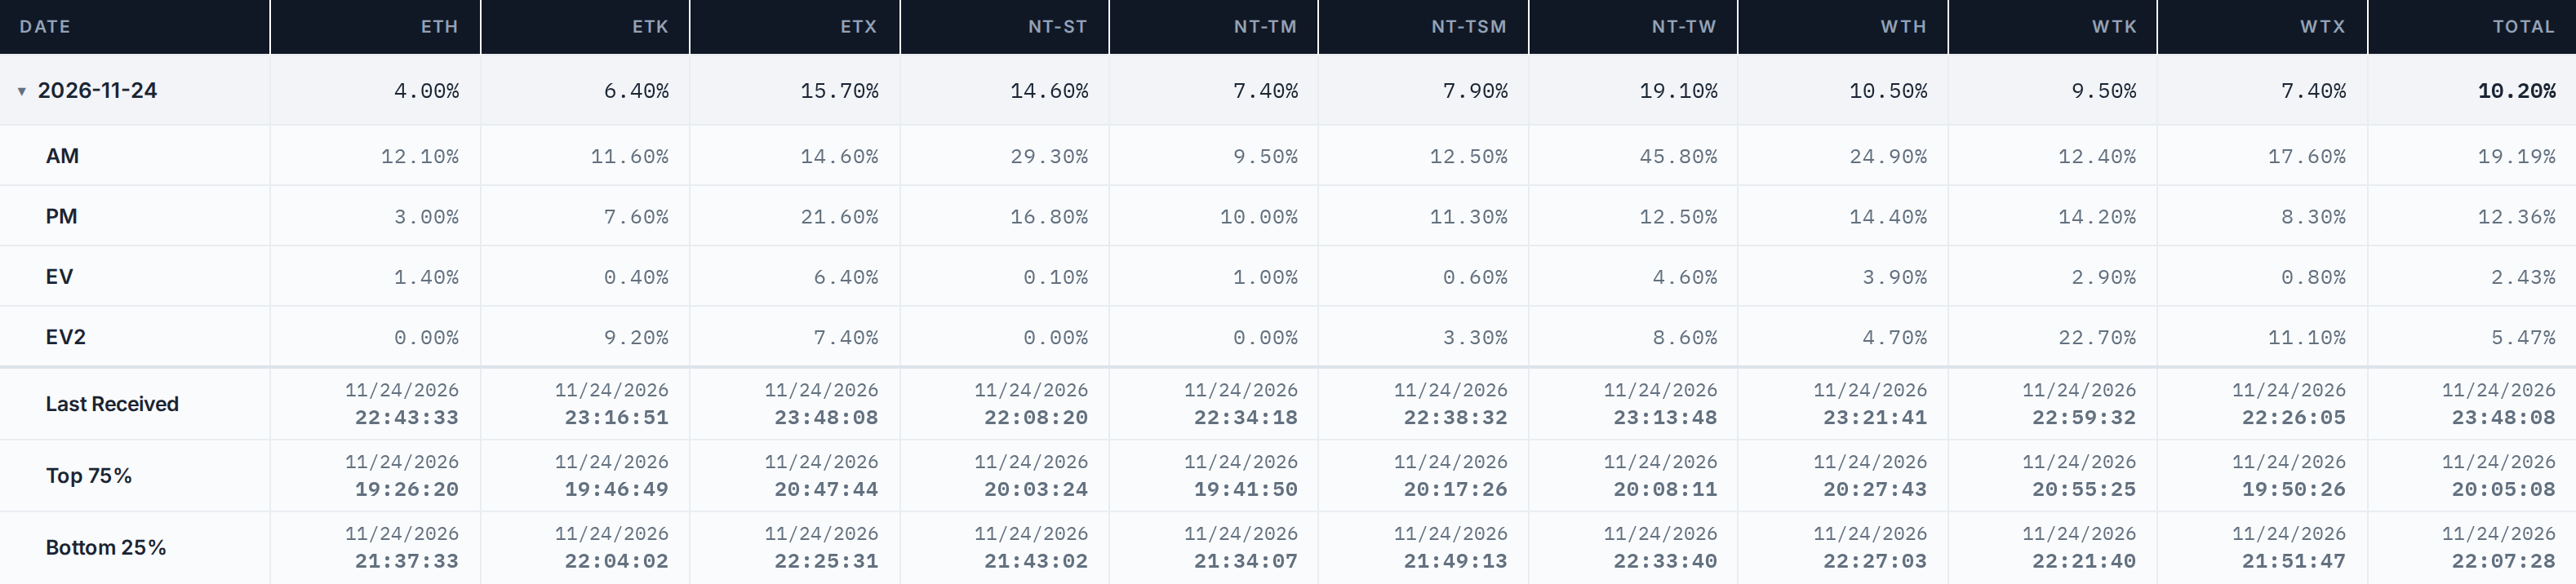 DATE ETH ETK ETX NT-ST NT-TM NT-TSM NT-TW WTH WTK WTX TOTAL
▼ 2026-11-24 4.00% 6.40% 15.70% 14.60% 7.40% 7.90% 19.10% 10.50% 9.50% 7.40% 10.20%
AM 12.10% 11.60% 14.60% 29.30% 9.50% 12.50% 45.80% 24.90% 12.40% 17.60% 19.19%
PM 3.00% 7.60% 21.60% 16.80% 10.00% 11.30% 12.50% 14.40% 14.20% 8.30% 12.36%
EV 1.40% 0.40% 6.40% 0.10% 1.00% 0.60% 4.60% 3.90% 2.90% 0.80% 2.43%
EV2 0.00% 9.20% 7.40% 0.00% 0.00% 3.30% 8.60% 4.70% 22.70% 11.10% 5.47%
11/24/2026 11/24/2026 11/24/2026 11/24/2026 11/24/2026 11/24/2026 11/24/2026 11/24/2026 11/24/2026 11/24/2026 11/24/2026
Last Received
22:43:33 23:16:51 23:48:08 22:08:20 22:34:18 22:38:32 23:13:48 23:21:41 22:59:32 22:26:05 23:48:08
11/24/2026 11/24/2026 11/24/2026 11/24/2026 11/24/2026 11/24/2026 11/24/2026 11/24/2026 11/24/2026 11/24/2026 11/24/2026
Top 75%
19:26:20 19:46:49 20:47:44 20:03:24 19:41:50 20:17:26 20:08:11 20:27:43 20:55:25 19:50:26 20:05:08
11/24/2026 11/24/2026 11/24/2026 11/24/2026 11/24/2026 11/24/2026 11/24/2026 11/24/2026 11/24/2026 11/24/2026 11/24/2026
Bottom 25%
21:37:33 22:04:02 22:25:31 21:43:02 21:34:07 21:49:13 22:33:40 22:27:03 22:21:40 21:51:47 22:07:28